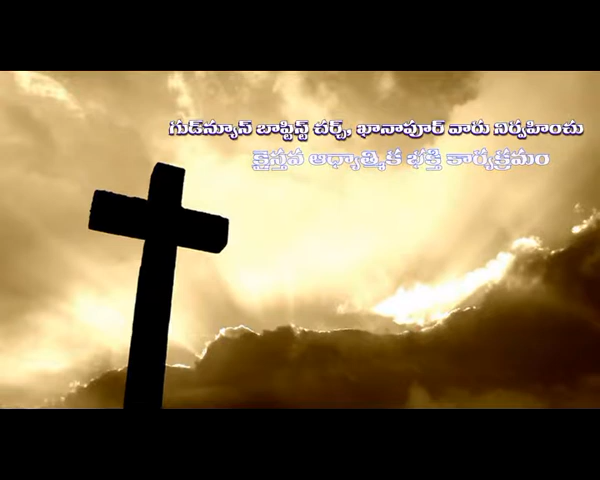 గుడ్‌న్యూస్ బాప్టిస్ట్ చర్చ్, ఖానాపూర్ వారు నిర్వహించు
క్రైస్తవ ఆధ్యాత్మిక భక్తి కార్యక్రమం